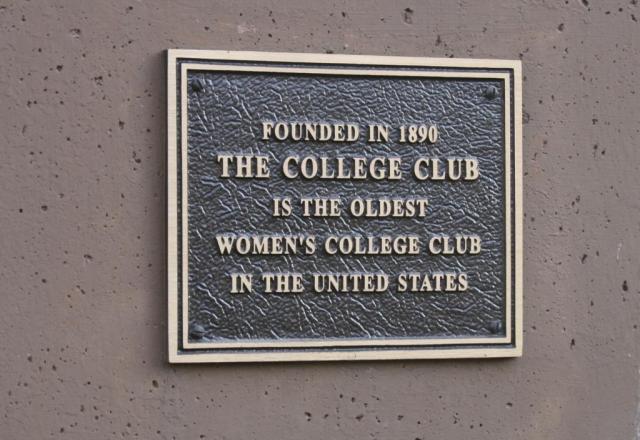 FOUNDED IN 1890
THE COLLEGE CLUB
IS THE OLDEST
WOMEN'S COLLEGE CLUB
IN THE UNITED STATES